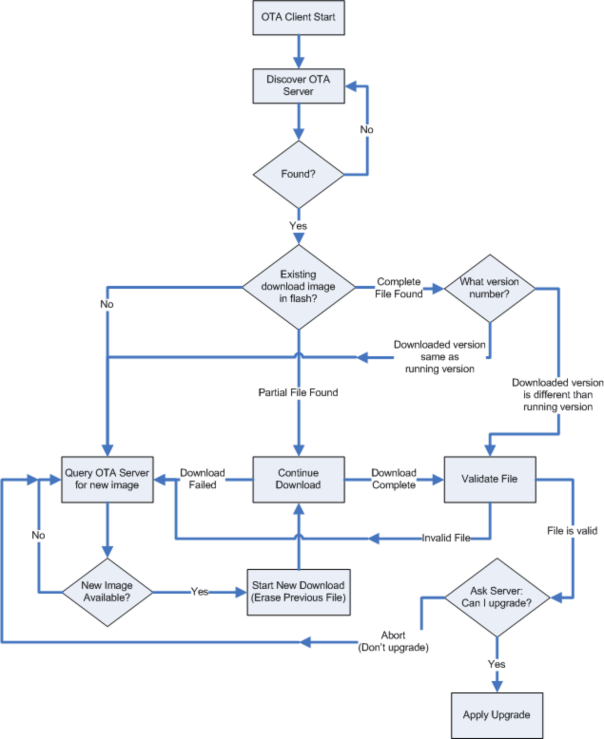 OTA Client Start
Discover OTA
Server
No
Found?
Yes
Existing
download image
in flash?
Complete
File Found
What version
number?
No
Downloaded version
same as
running version
Downloaded version
is different than
running version
Partial File Found
Query OTA Server
for new image
Download
Failed
Continue
Download
Download
Complete
Validate File
No
Invalid File
File is valid
New Image
Available?
Yes
Start New Download
(Erase Previous File)
Ask Server:
Can I upgrade?
Abort
(Don't upgrade)
Yes
Apply Upgrade